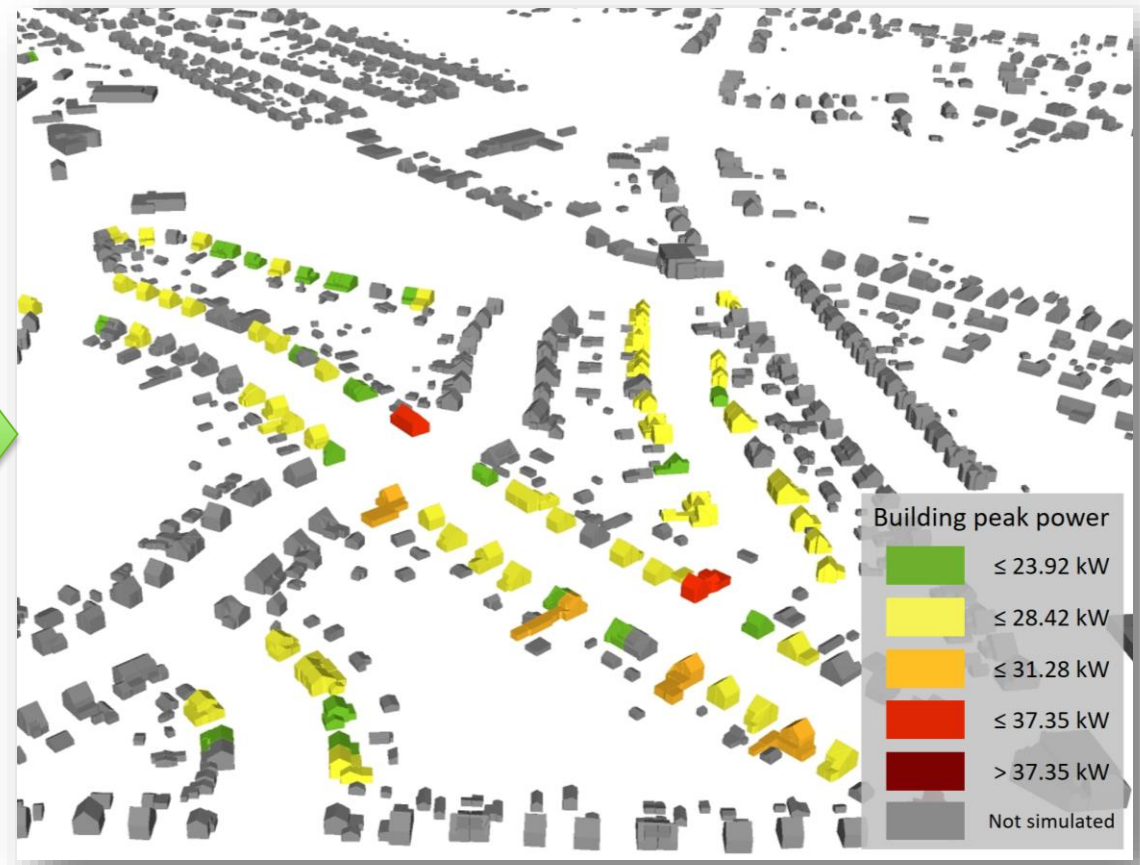 Building peak power
≤ 23.92 kW
≤ 28.42 kW
≤ 31.28 kW
≤ 37.35 kW
> 37.35 kW
Not simulated